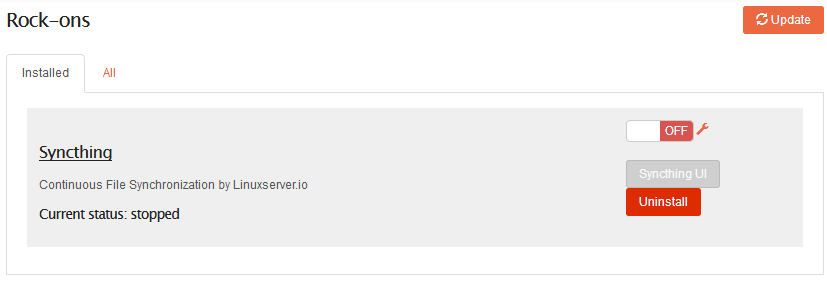 Rock-ons
Update
Installed
All
OFF
Syncthing
Syncthing UI
Continuous File Synchronization by Linuxserver.io
Uninstall
Current status: stopped